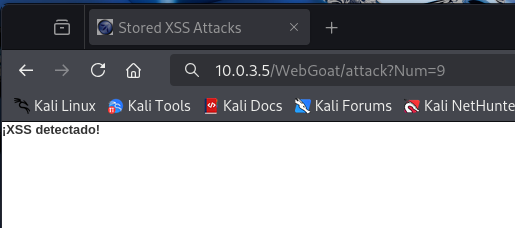 Stored XSS Attacks
10.0.3.5/WebGoat/attack?Num=9
Kali Linux Kali Tools Kali Docs Kali Forums Kali NetHunte
¡XSS detectado!